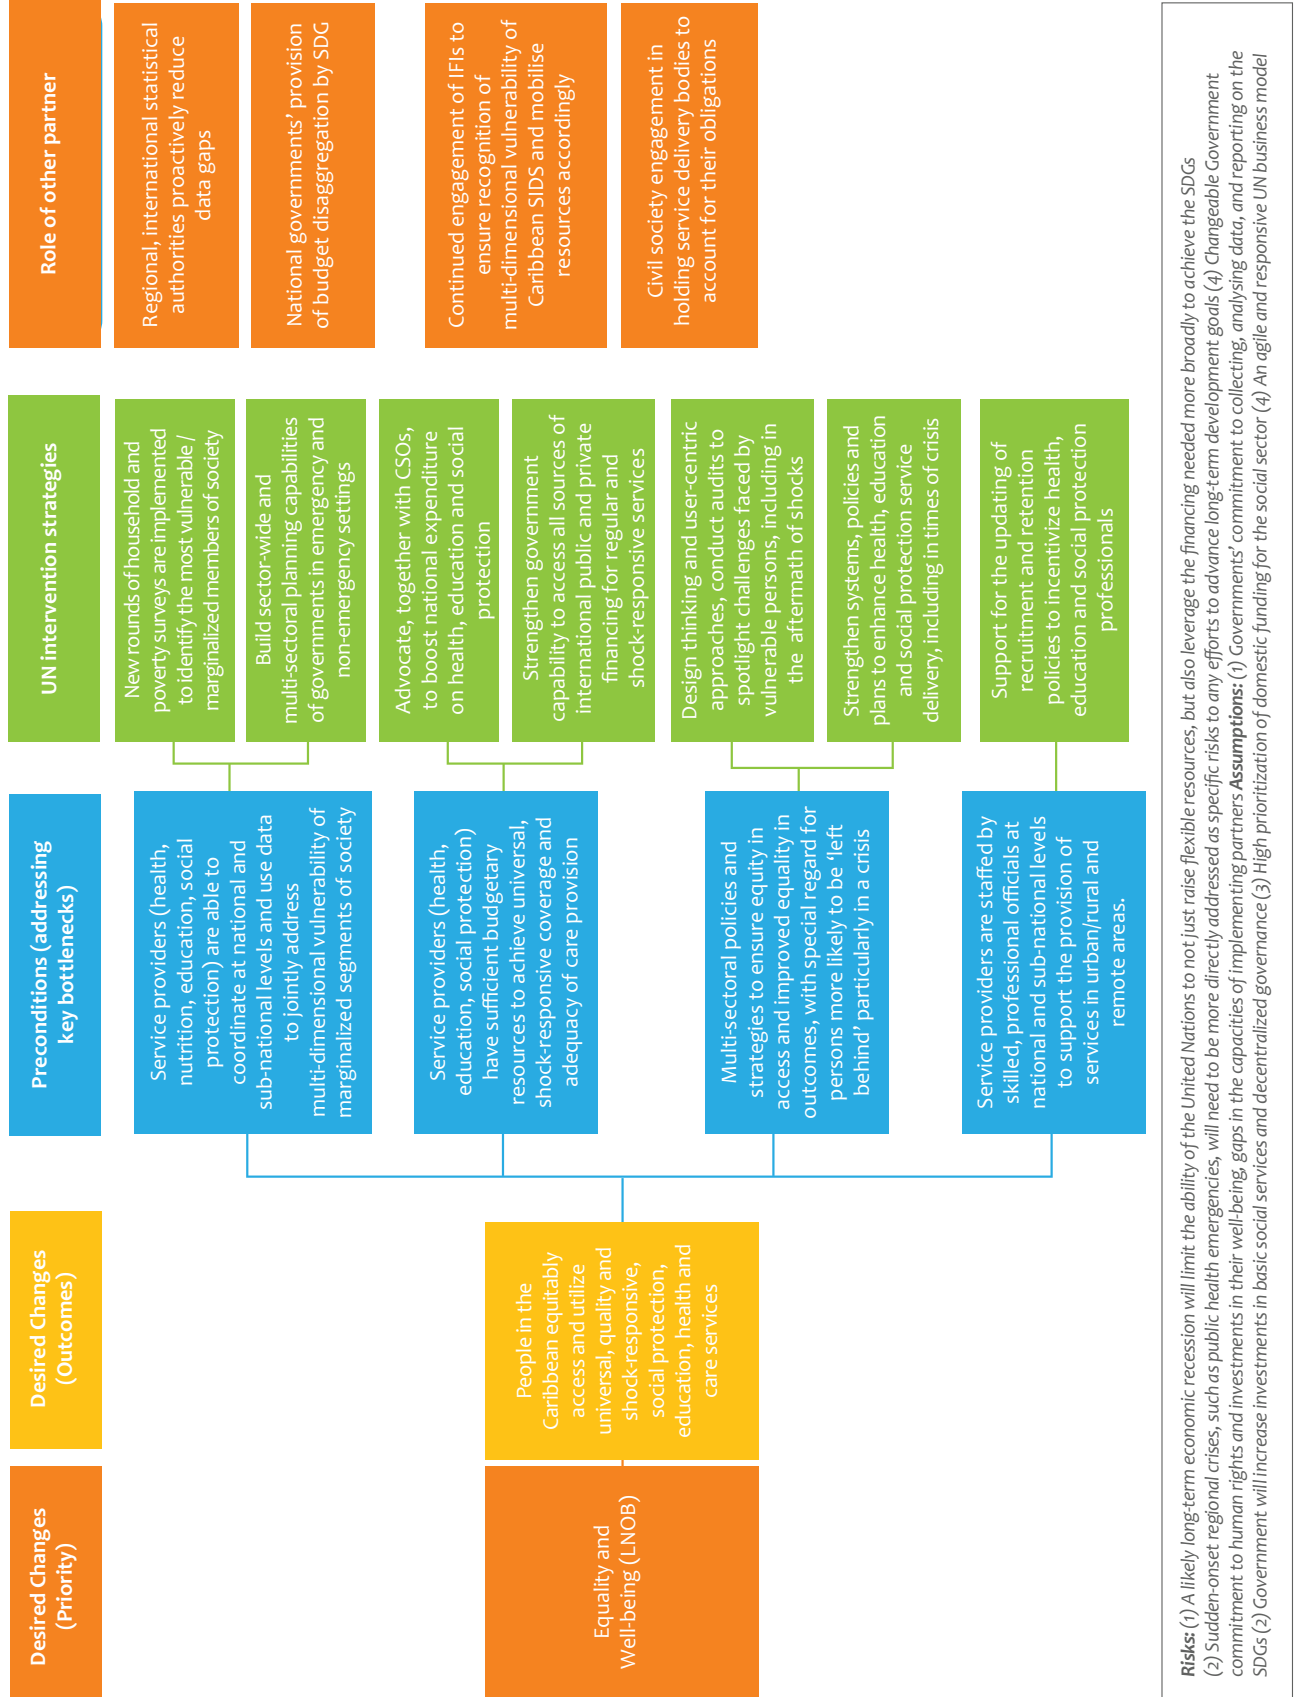 Desired Changes
(Priority)
Desired Changes
(Outcomes)
Preconditions (addressing
key bottlenecks)
UN intervention strategies
Role of other partner
Equality and
Well-being (LNOB)
People in the
Caribbean equitably
access and utilize
universal, quality and
shock-responsive,
social protection,
education, health and
care services
Service providers (health,
nutrition, education, social
protection) are able to
coordinate at national and
sub-national levels and use data
to jointly address
multi-dimensional vulnerability of
marginalized segments of society
Service providers (health,
education, social protection)
have sufficient budgetary
resources to achieve universal,
shock-responsive coverage and
adequacy of care provision
Multi-sectoral policies and
strategies to ensure equity in
access and improved equality in
outcomes, with special regard for
persons more likely to be ‘left
behind’ particularly in a crisis
Service providers are staffed by
skilled, professional officials at
national and sub-national levels
to support the provision of
services in urban/rural and
remote areas.
New rounds of household and
poverty surveys are implemented
to identify the most vulnerable /
marginalized members of society
Build sector-wide and
multi-sectoral planning capabilities
of governments in emergency and
non-emergency settings
Advocate, together with CSOs,
to boost national expenditure
on health, education and social
protection
Strengthen government
capability to access all sources of
international public and private
financing for regular and
shock-responsive services
Design thinking and user-centric
approaches, conduct audits to
spotlight challenges faced by
vulnerable persons, including in
the aftermath of shocks
Strengthen systems, policies and
plans to enhance health, education
and social protection service
delivery, including in times of crisis
Support for the updating of
recruitment and retention
policies to incentivize health,
education and social protection
professionals
Regional, international statistical
authorities proactively reduce
data gaps
National governments’ provision
of budget disaggregation by SDG
Continued engagement of IFIs to
ensure recognition of
multi-dimensional vulnerability of
Caribbean SIDS and mobilise
resources accordingly
Civil society engagement in
holding service delivery bodies to
account for their obligations
Risks: (1) A likely long-term economic recession will limit the ability of the United Nations to not just raise flexible resources, but also leverage the financing needed more broadly to achieve the SDGs
(2) Sudden-onset regional crises, such as public health emergencies, will need to be more directly addressed as specific risks to any efforts to advance long-term development goals (4) Changeable Government
commitment to human rights and investments in their well-being, gaps in the capacities of implementing partners Assumptions: (1) Governments’ commitment to collecting, analysing data, and reporting on the
SDGs (2) Government will increase investments in basic social services and decentralized governance (3) High prioritization of domestic funding for the social sector (4) An agile and responsive UN business model